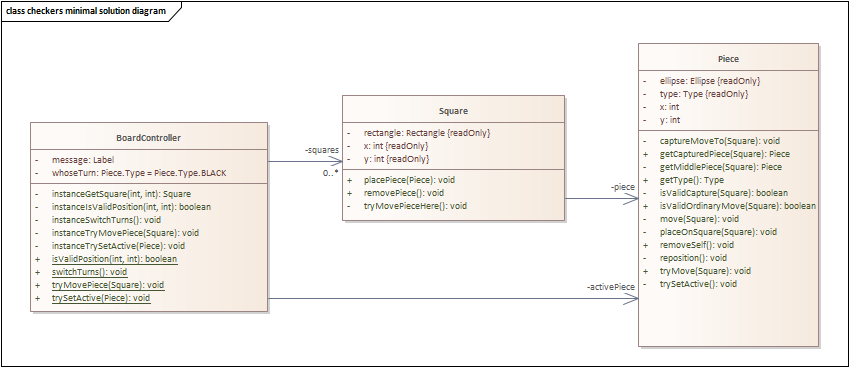 class checkers minimal solution diagram
BoardController
- message: Label
- whoseTurn: Piece.Type = Piece.Type.BLACK
- instanceGetSquare(int, int): Square
- instanceIsValidPosition(int, int): boolean
- instanceSwitchTurns(): void
- instanceTryMovePiece(Square): void
- instanceTrySetActive(Piece): void
+ isValidPosition(int, int): boolean
+ switchTurns(): void
+ tryMovePiece(Square): void
+ trySetActive(Piece): void
-squares
0..*
Square
- rectangle: Rectangle {readOnly}
- x: int {readOnly}
- y: int {readOnly}
+ placePiece(Piece): void
+ removePiece(): void
- tryMovePieceHere(): void
-piece
-activePiece
Piece
- ellipse: Ellipse {readOnly}
- type: Type {readOnly}
- x: int
- y: int
- captureMoveTo(Square): void
+ getCapturedPiece(Square): Piece
- getMiddlePiece(Square): Piece
+ getType(): Type
- isValidCapture(Square): boolean
+ isValidOrdinaryMove(Square): boolean
- move(Square): void
- placeOnSquare(Square): void
+ removeSelf(): void
- reposition(): void
+ tryMove(Square): void
- trySetActive(): void